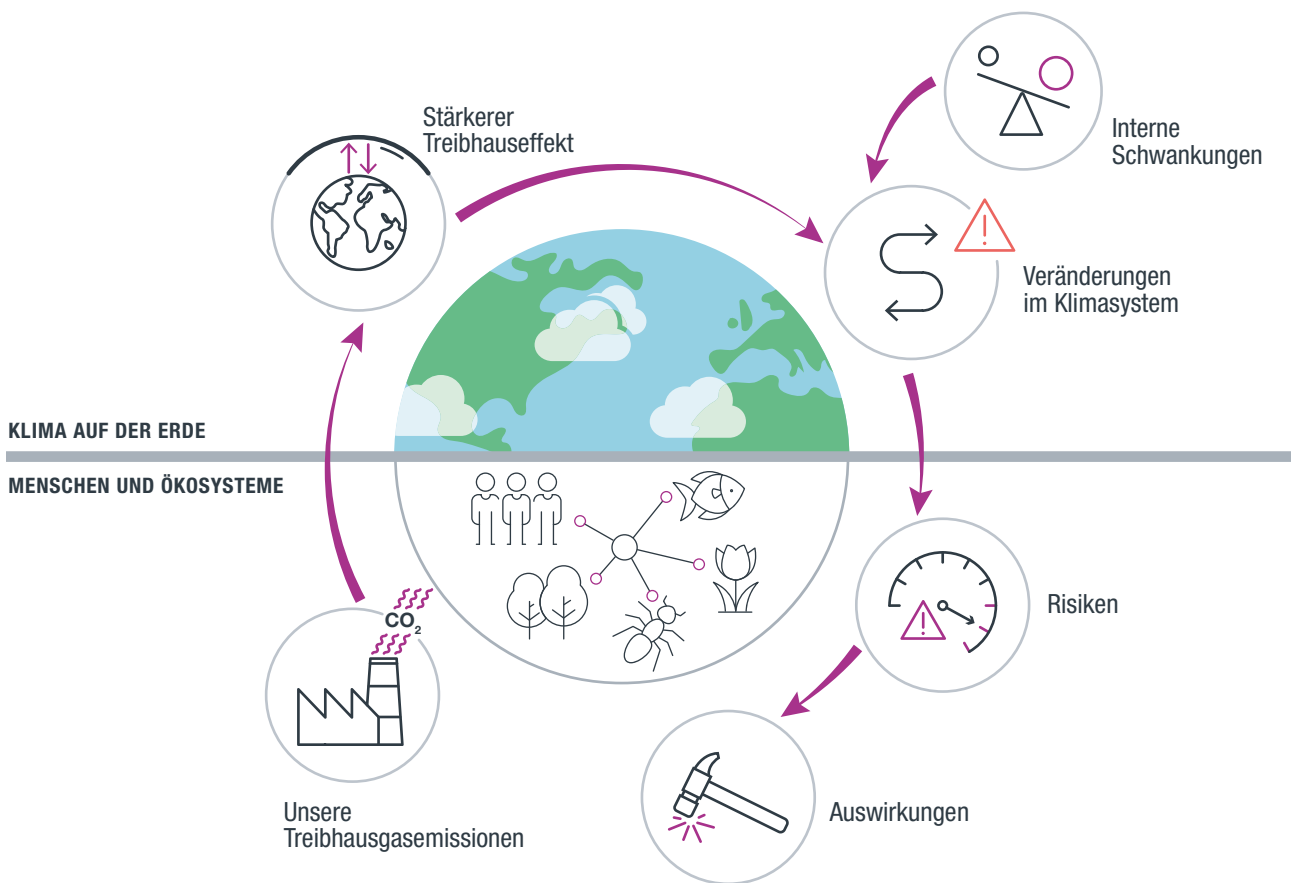 Stärkerer
Treibhauseffekt
Interne
Schwankungen
Veränderungen
im Klimasystem
KLIMA AUF DER ERDE
MENSCHEN UND ÖKOSYSTEME
CO₂
Risiken
Unsere
Treibhausgasemissionen
Auswirkungen